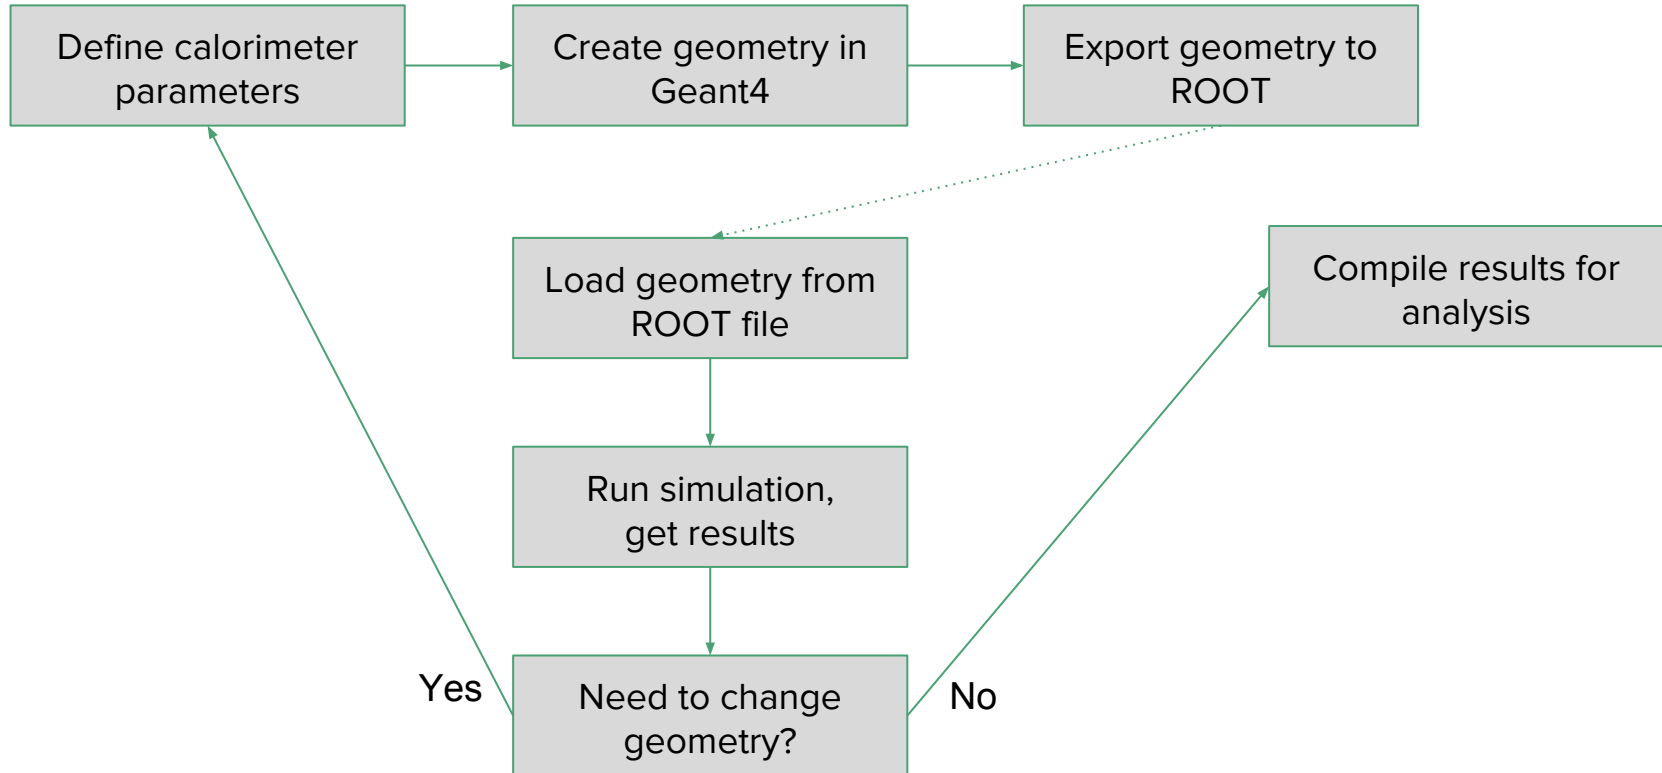 Define calorimeter
parameters
Create geometry in
Geant4
Export geometry to
ROOT
Load geometry from
ROOT file
Compile results for
analysis
Run simulation,
get results
Yes
Need to change
geometry?
No